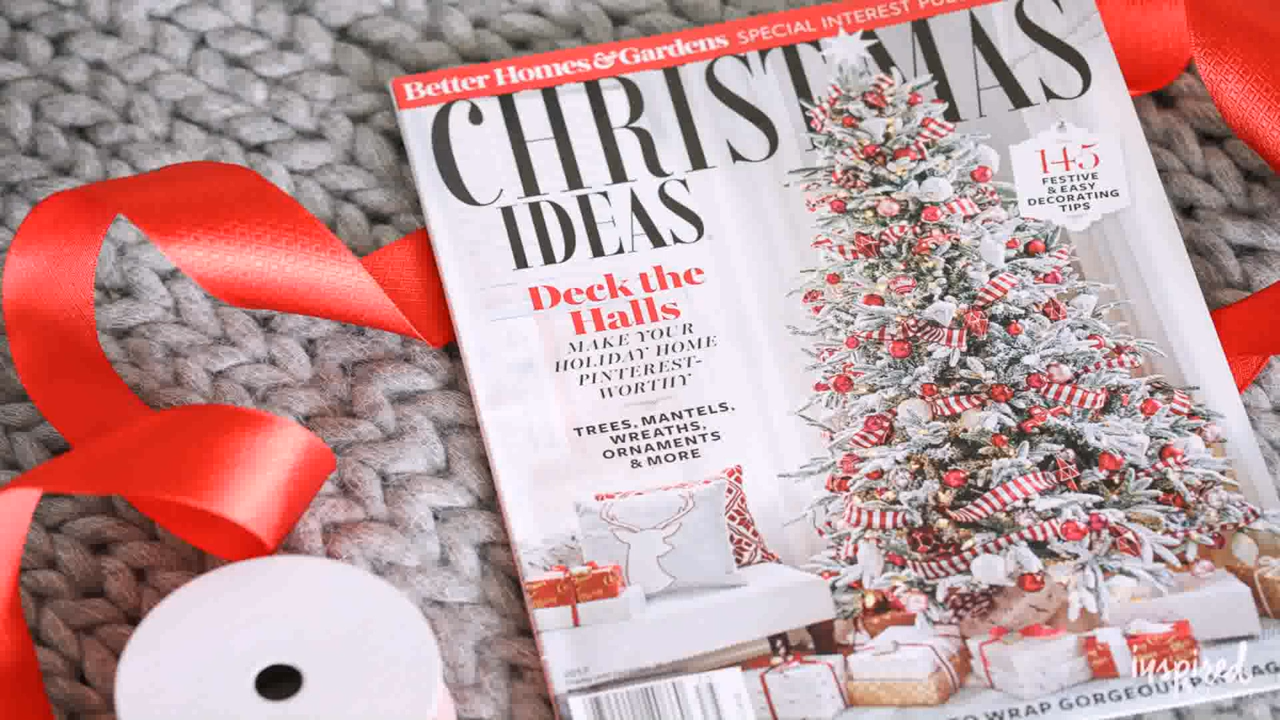 Better Homes & Gardens SPECIAL INTEREST
CHRISTMAS
IDEAS
145
FESTIVE
& EASY
DECORATING
TIPS
Deck the
Halls
MAKE YOUR
HOLIDAY HOME
PINTEREST-
WORTHY
TREES, MANTELS,
WREATHS,
ORNAMENTS
& MORE
inspired
TO WRAP GORGEOUS